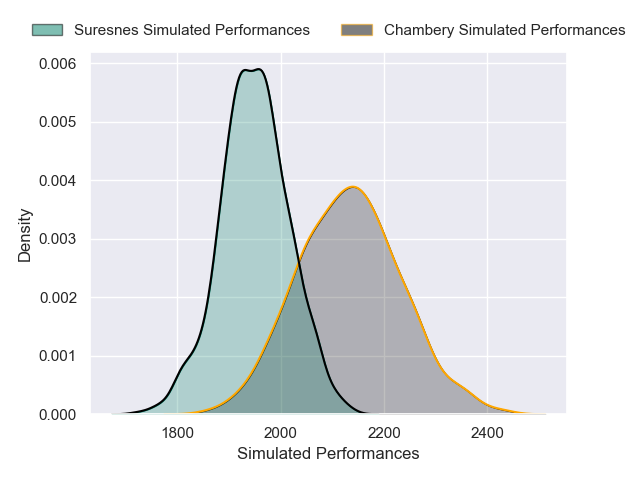 Suresnes Simulated Performances
Chambery Simulated Performances
0.006
0.005
0.004
0.003
0.002
0.001
0.000
Density
1800
2000
2200
2400
Simulated Performances